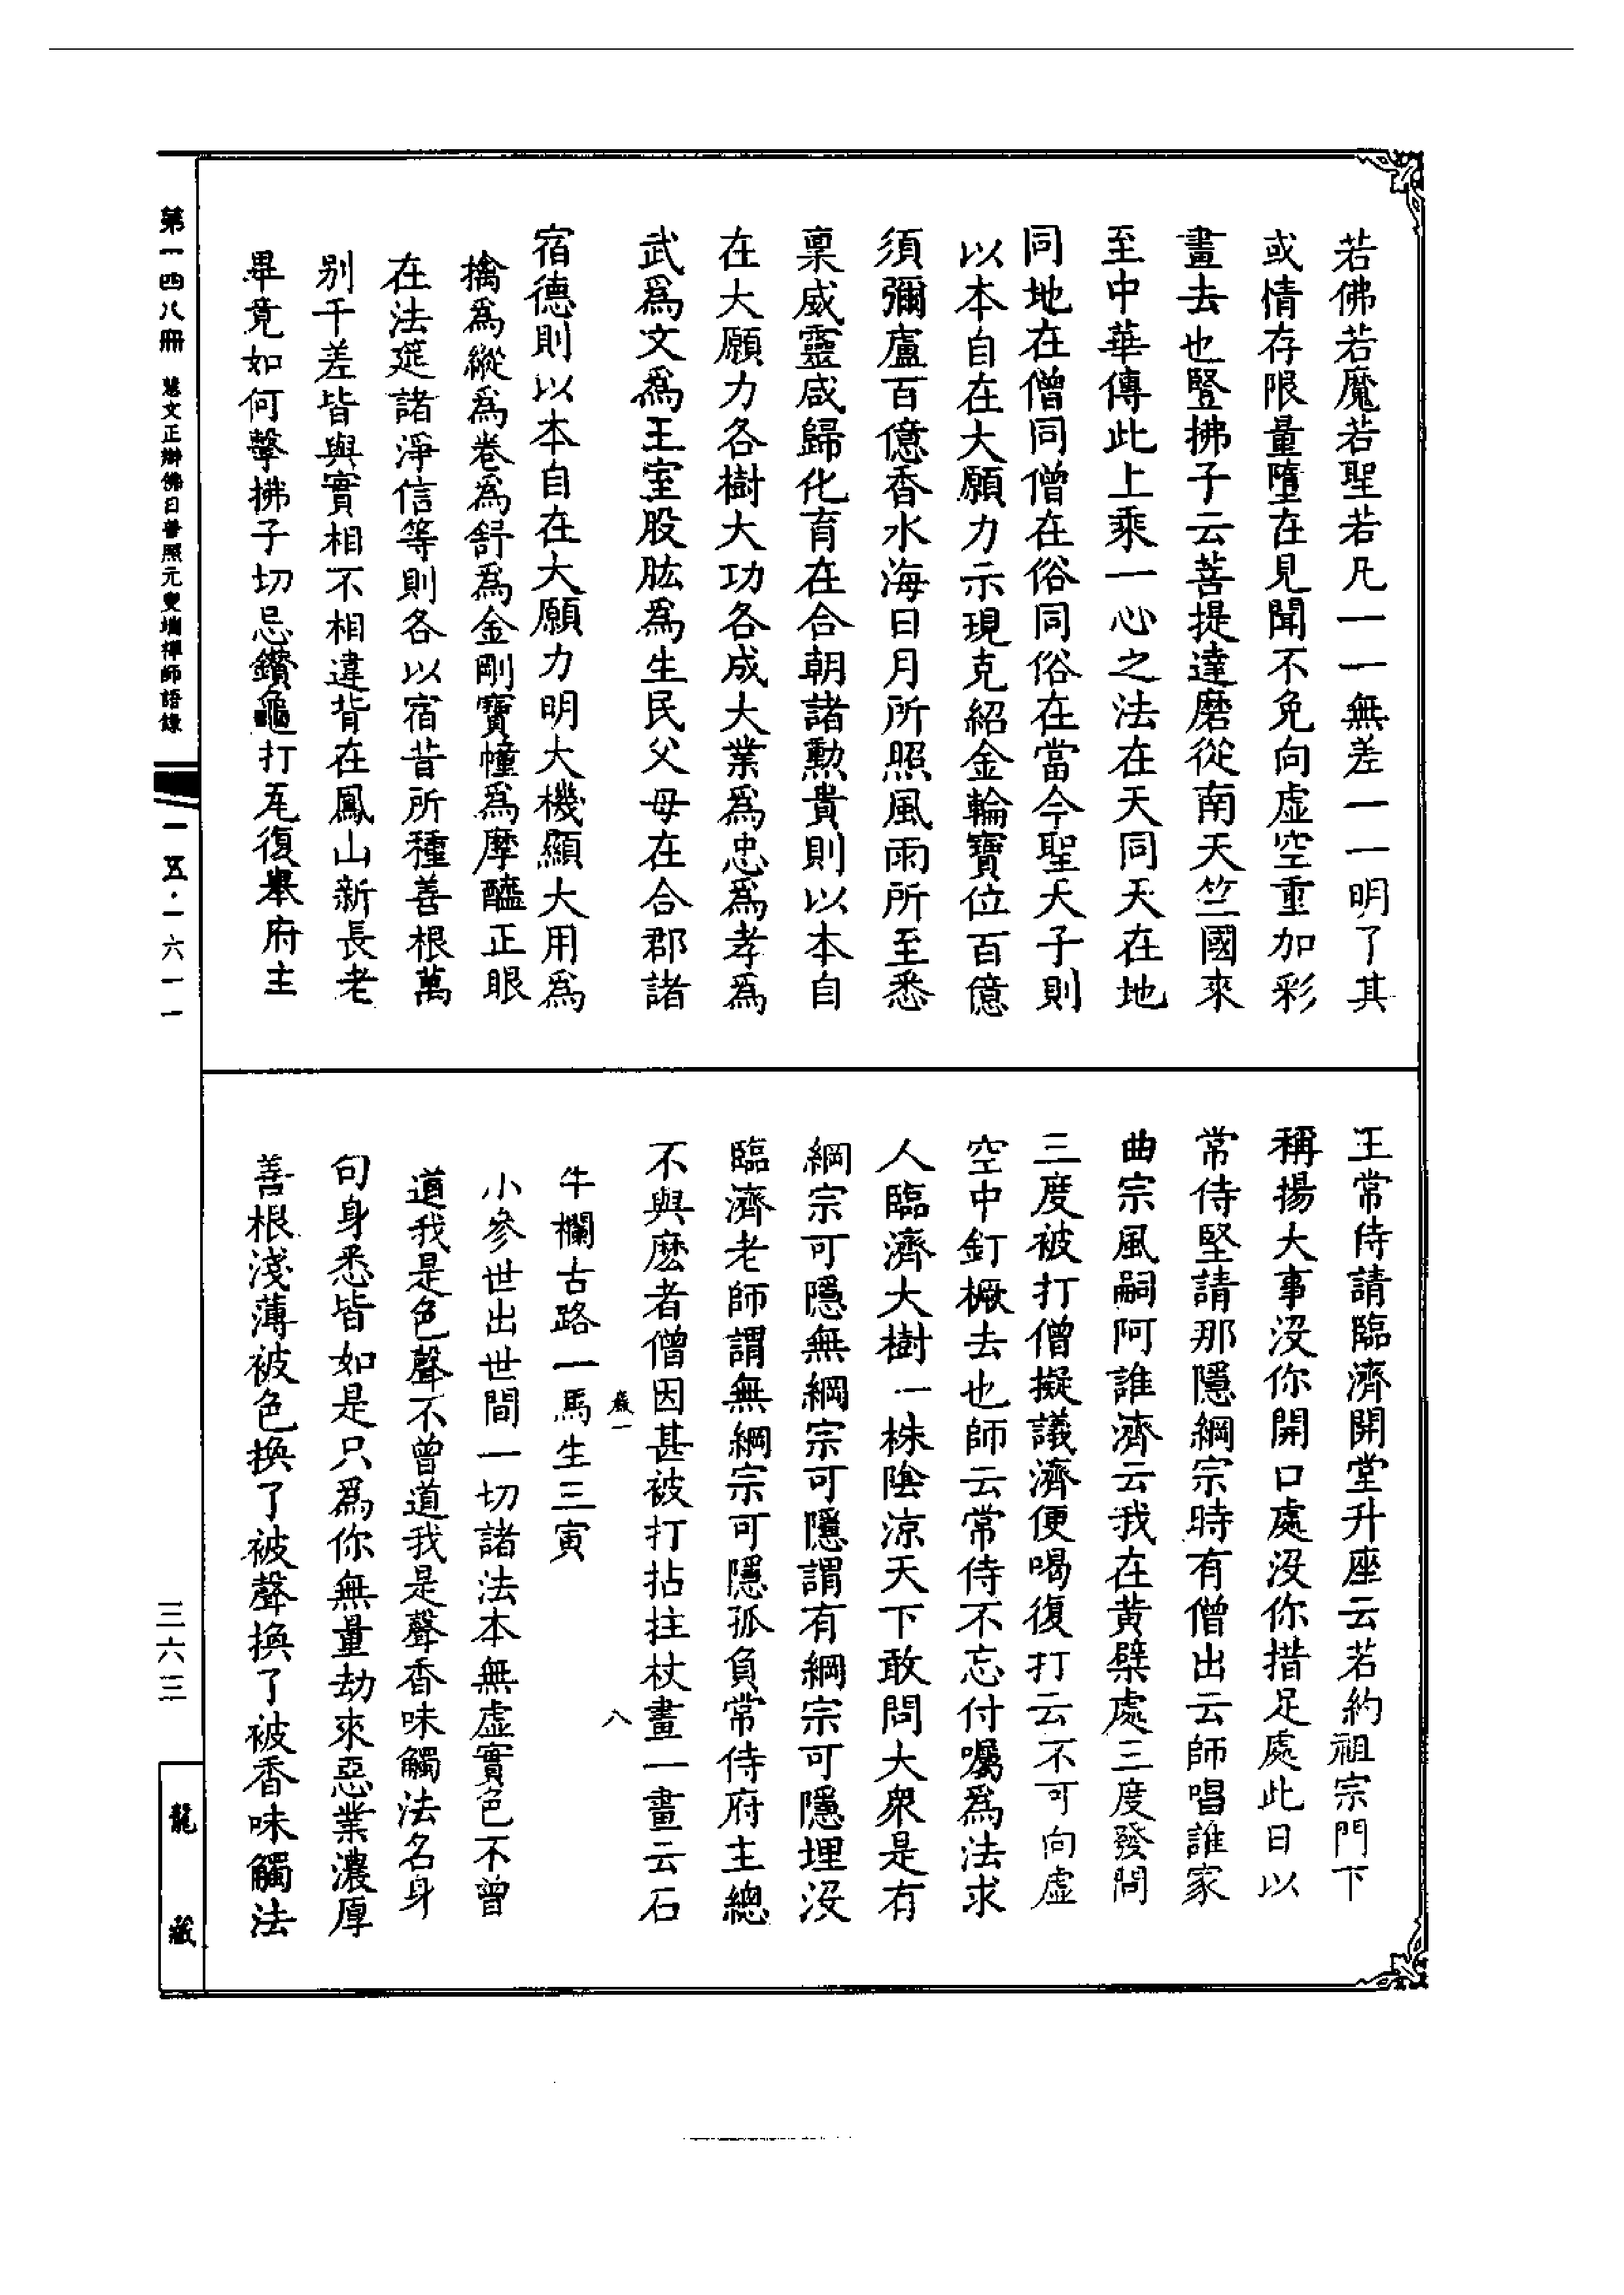 若佛若魔若聖若凡一一無差一一明了其
或情存限量墮在見聞不免向虛空重加彩
畫去也豎拂子云菩提達磨從南天竺國來
至中華傳此上乘一心之法在天同天在地
同地在僧同僧在俗同俗在當今聖天子則
以本自在大願力示現克紹金輪寶位百億
須彌盧百億香水海日月所照風雨所至悉
稟威靈咸歸化育在合朝諸勲貴則以本自
在大願力各樹大功各成大業為忠為孝為
武為文為王室股肱為生民父母在合郡諸
宿德則以本自在大願力明大機顯大用為
擒為縱為卷為舒為金剛寶幢為摩醯正眼
在法筵諸淨信等則各以宿昔所種善根萬
别千差皆與實相不相違背在鳳山新長老
畢竟如何擊拂子切忌鑽龜打瓦復舉府主
王常侍請臨濟開堂升座云若約祖宗門下
稱揚大事沒你開口處沒你措足處此日以
常侍堅請那隱綱宗時有僧出云師唱誰家
曲宗風嗣阿誰濟云我在黄檗處三度發問
三度被打僧擬議濟便喝復打云不可向虛
空中釘橛去也師云常侍不忘付囑為法求
人臨濟大樹一株陰涼天下敢問大衆是有
綱宗可隱無綱宗可隱謂有綱宗可隱埋沒
臨濟老師謂無綱宗可隱孤負常侍府主總
不與麽者僧因甚被打拈拄杖畫一畫云石
巖一 八
牛欄古路一馬生三寅
小參世出世間一切諸法本無虛實色不曾
道我是色聲不曾道我是聲香味觸法名身
句身悉皆如是只為你無量劫來惡業濃厚
善根淺薄被色換了被聲換了被香味觸法
第一四八冊 慧文正辯佛日普照元叟端禪師語錄 一五·一六一一
三六三
龍藏